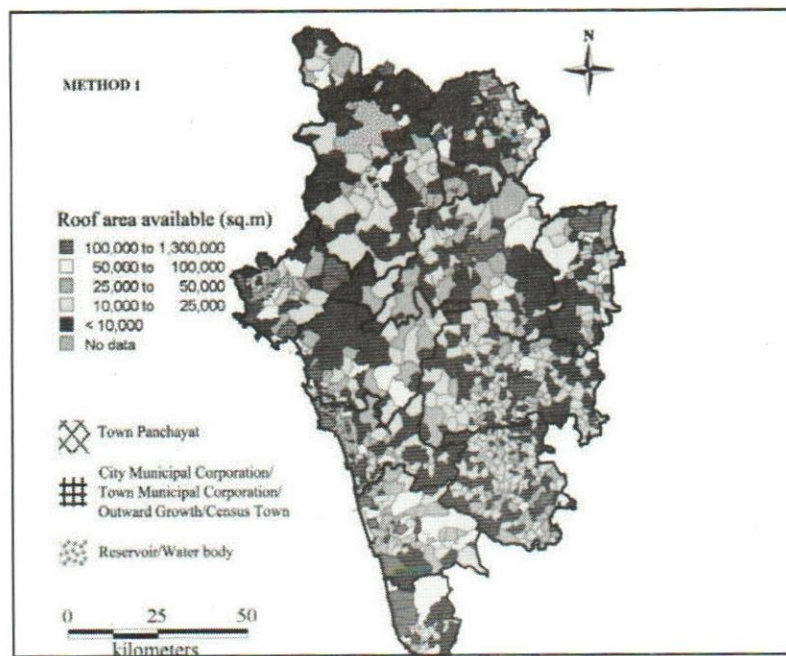 N
METHOD 1
Roof area available (sq.m)
100,000 to 1,300,000
50,000 to 100,000
25,000 to 50,000
10,000 to 25,000
< 10,000
No data
Town Panchayat
City Municipal Corporation/
Town Municipal Corporation/
Outward Growth/Census Town
Reservoir/Water body
0 25 50
kilometers